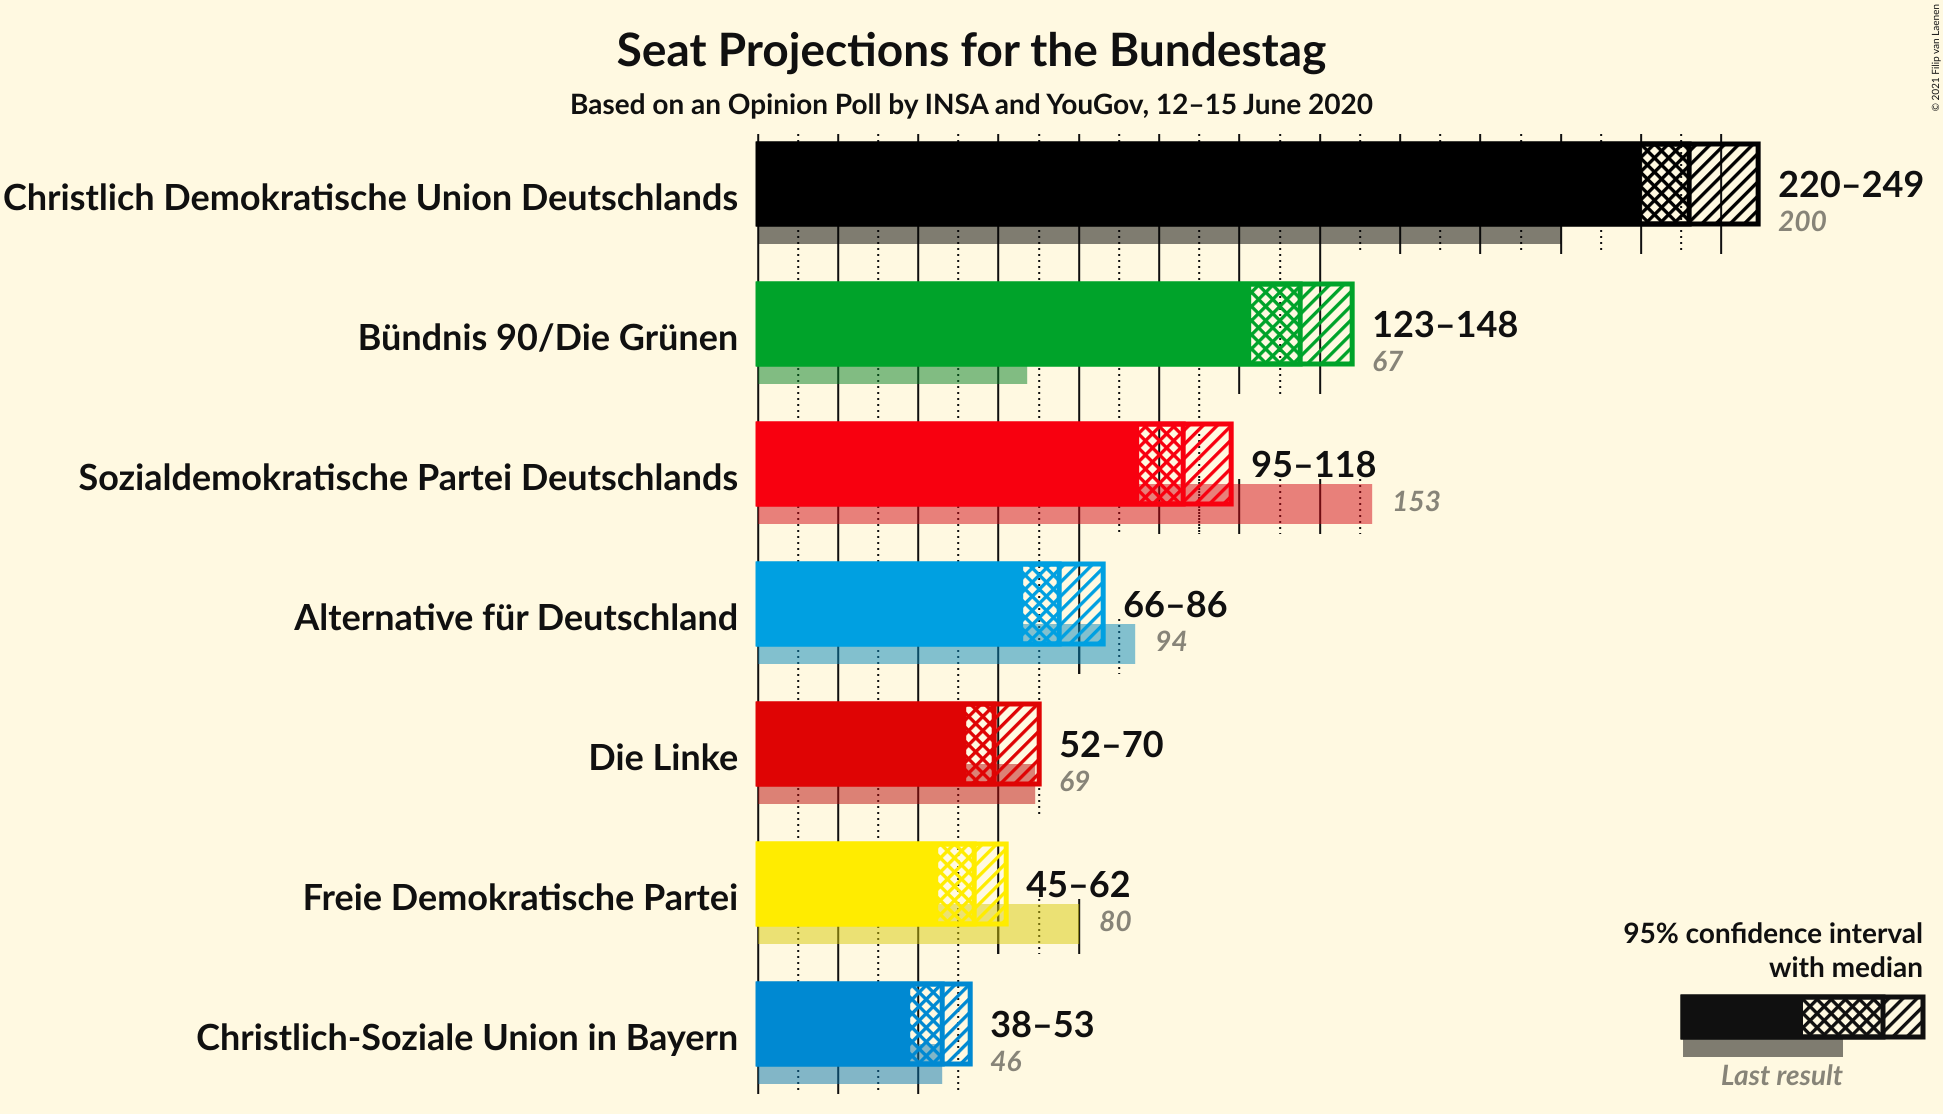 Seat Projections for the Bundestag
Based on an Opinion Poll by INSA and YouGov, 12–15 June 2020
© 2021 Filip van Laenen
Christlich Demokratische Union Deutschlands
220–249
200
Bündnis 90/Die Grünen
123–148
67
Sozialdemokratische Partei Deutschlands
95–118
153
Alternative für Deutschland
66–86
94
Die Linke
52–70
69
Freie Demokratische Partei
45–62
80
Christlich-Soziale Union in Bayern
38–53
46
95% confidence interval
with median
Last result